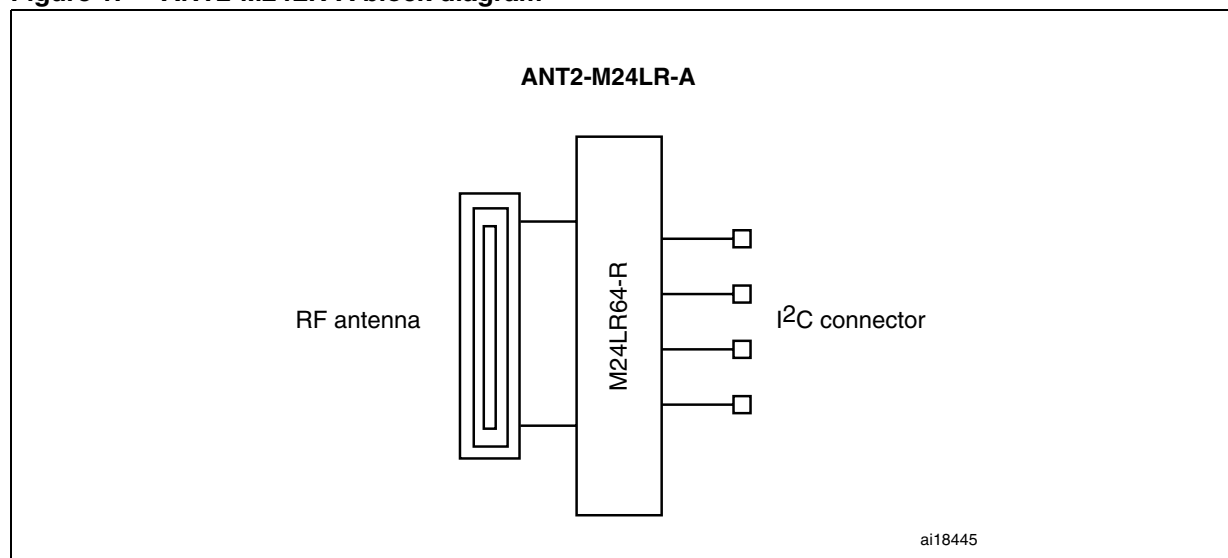 ANT2-M24LR-A
RF antenna
M24LR64-R
I2C connector
ai18445